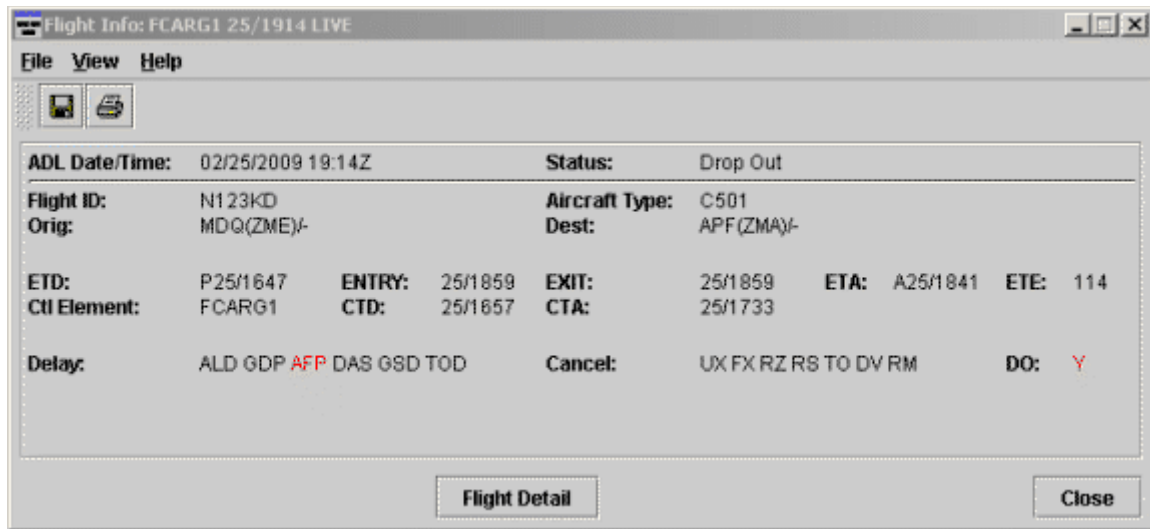 Flight Info: FCARG1 25/1914 LIVE
File View Help
ADL Date/Time: 02/25/2009 19:14Z Status: Drop Out
Flight ID: N123KD Aircraft Type: C501
Orig: MDQ(ZME)/- Dest: APF(ZMA)/-
ETD: P25/1647 ENTRY: 25/1859 EXIT: 25/1859 ETA: A25/1841 ETE: 114
Ctl Element: FCARG1 CTD: 25/1657 CTA: 25/1733
Delay: ALD GDP AFP DAS GSD TOD Cancel: UX FX RZ RS TO DV RM DO: Y
Flight Detail Close